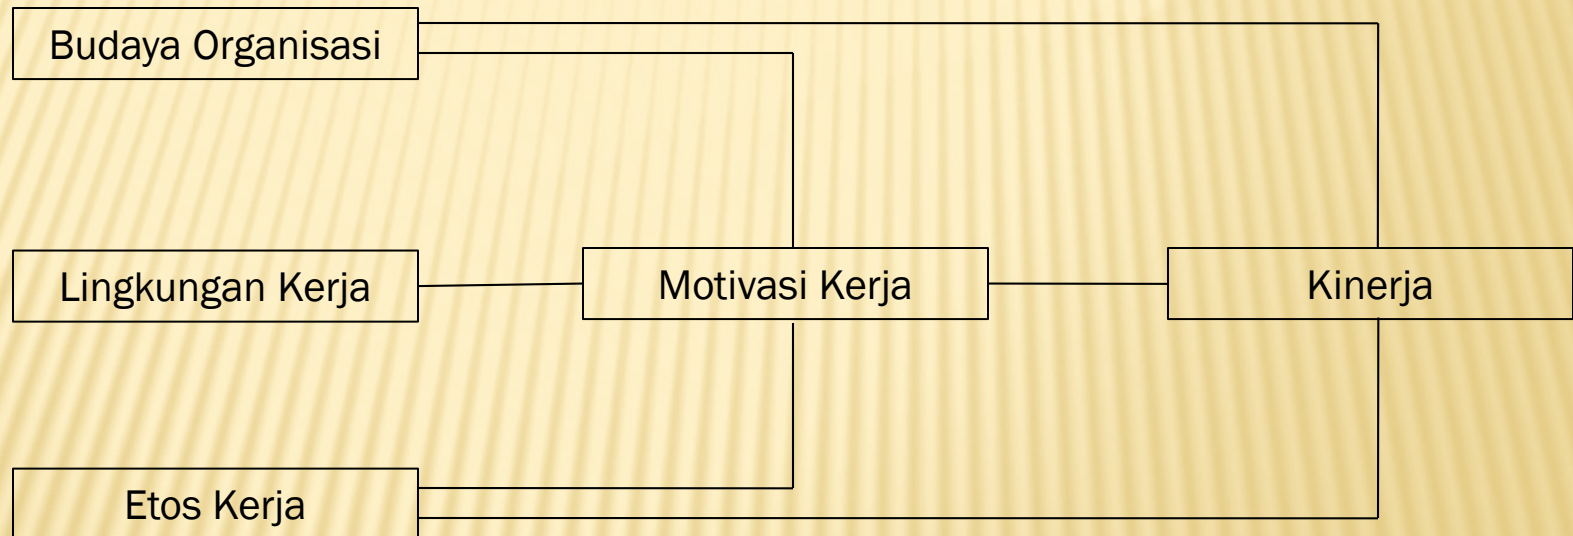 Budaya Organisasi
Lingkungan Kerja
Motivasi Kerja
Kinerja
Etos Kerja